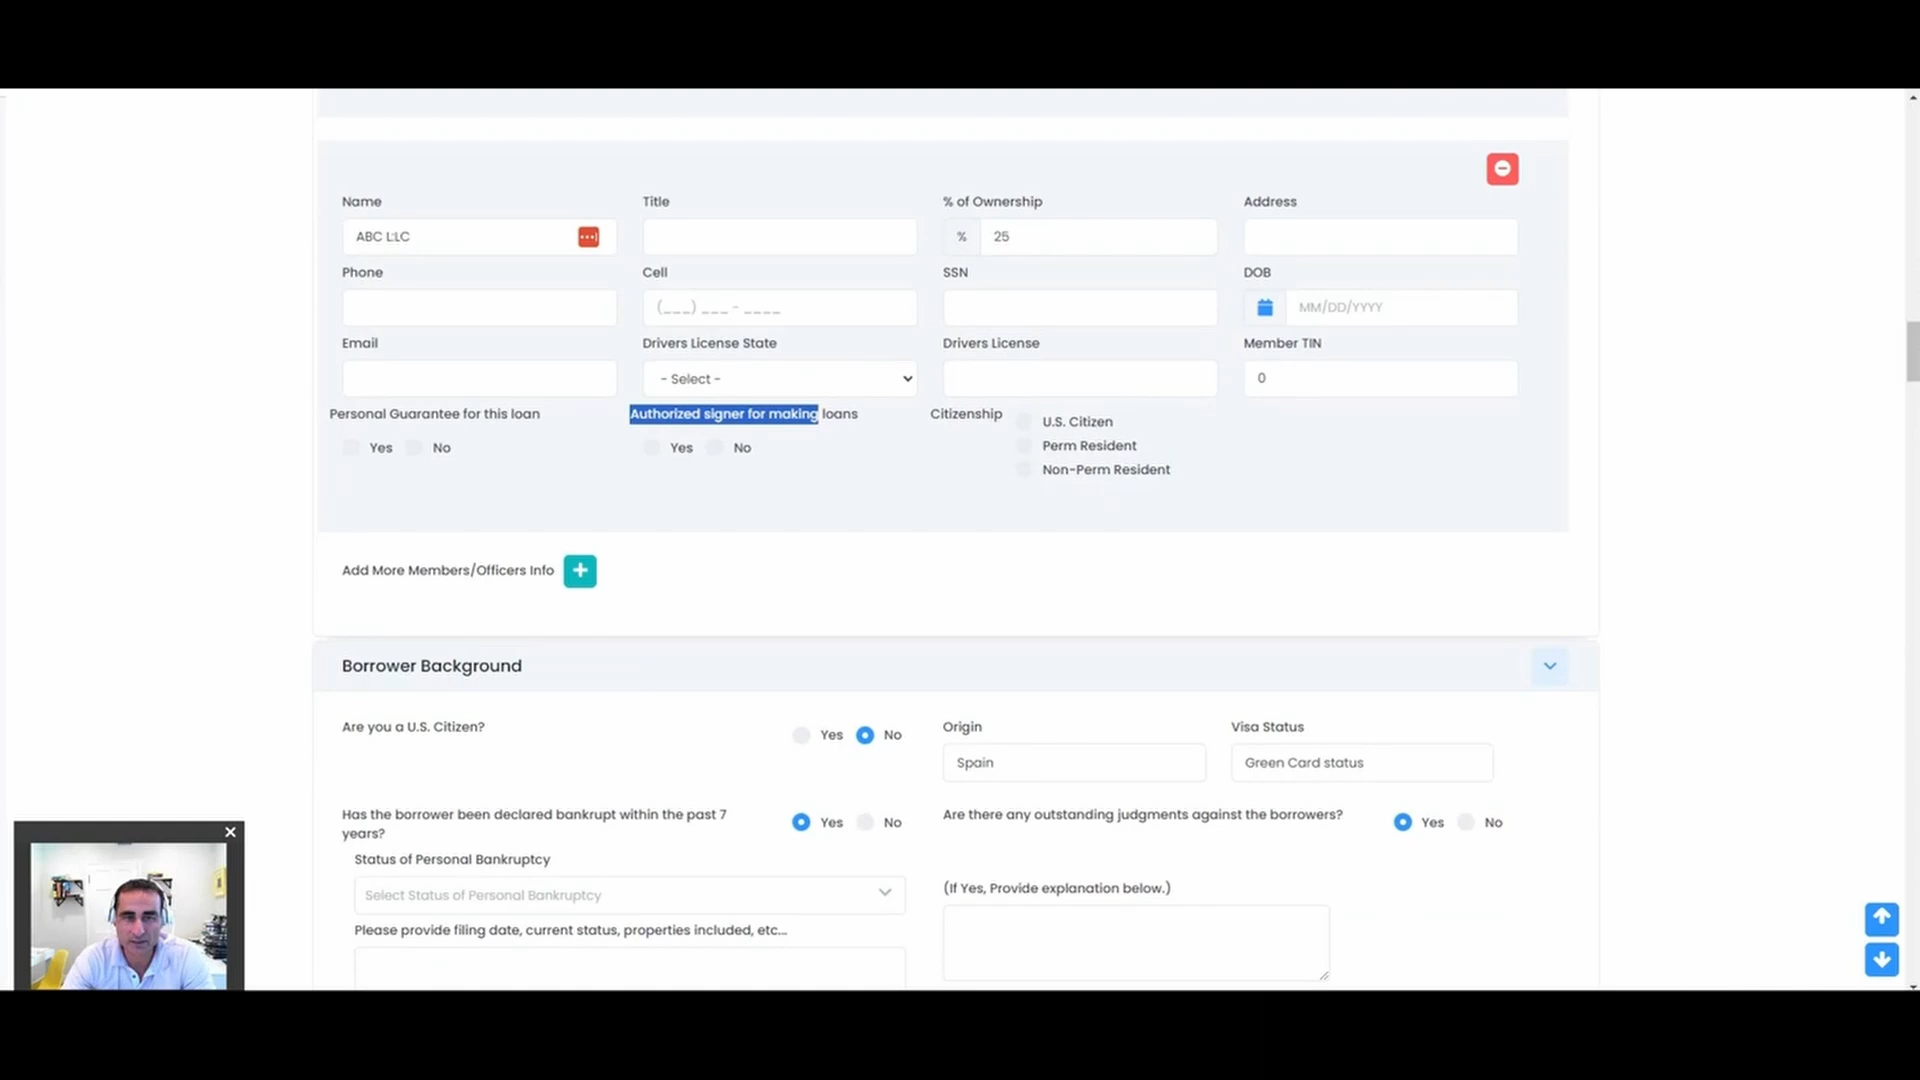 Name Title % of Ownership Address
ABC L:LC % 25
Phone Cell SSN DOB
(___) ___ - ____ MM/DD/YYYY
Email Drivers License State Drivers License Member TIN
- Select - 0
Personal Guarantee for this loan Authorized signer for making loans Citizenship U.S. Citizen
Yes No Yes No Perm Resident
Non-Perm Resident
Add More Members/Officers Info
Borrower Background
Are you a U.S. Citizen? Yes No Origin Visa Status
Spain Green Card status
Has the borrower been declared bankrupt within the past 7 years? Yes No Are there any outstanding judgments against the borrowers? Yes No
Status of Personal Bankruptcy
Select Status of Personal Bankruptcy (If Yes, Provide explanation below.)
Please provide filing date, current status, properties included, etc...